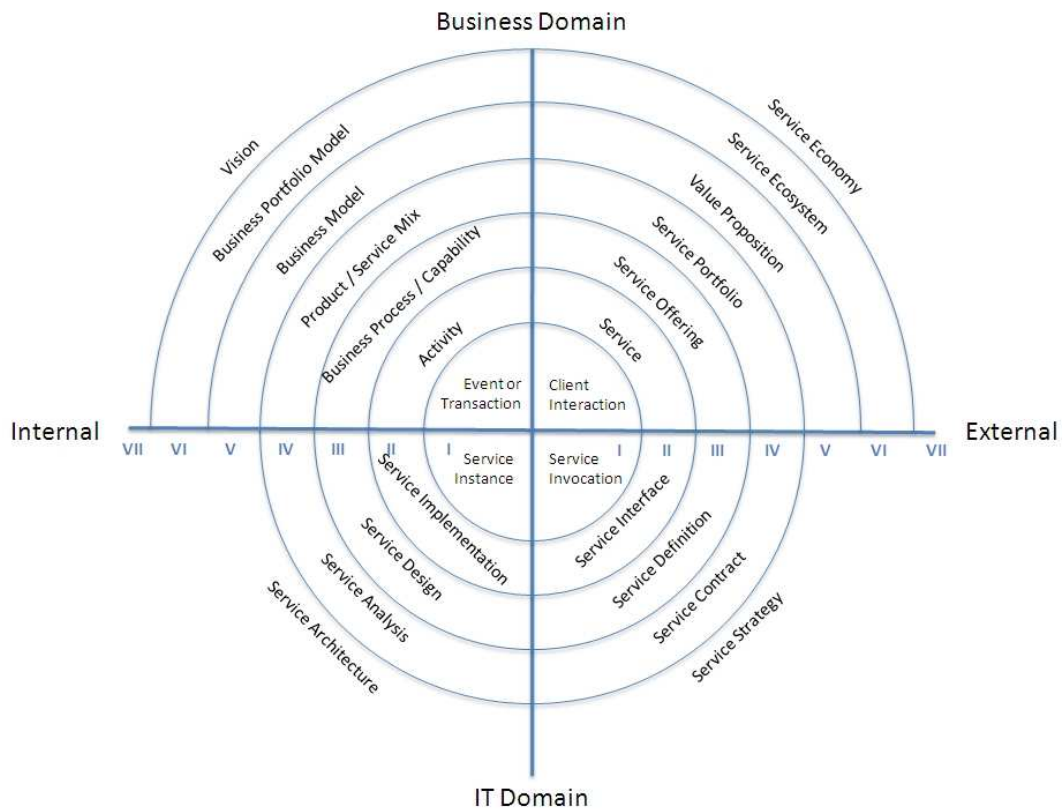 Business Domain
Vision
Business Portfolio Model
Business Model
Product / Service Mix
Business Process / Capability
Activity
Event or
Transaction
Service Economy
Service Ecosystem
Value Proposition
Service Portfolio
Service Offering
Service
Client
Interaction
Internal
External
VII VI V IV III II I I II III IV V VI VII
Service
Instance
Service Implementation
Service Design
Service Analysis
Service Architecture
Service
Invocation
Service Interface
Service Definition
Service Contract
Service Strategy
IT Domain